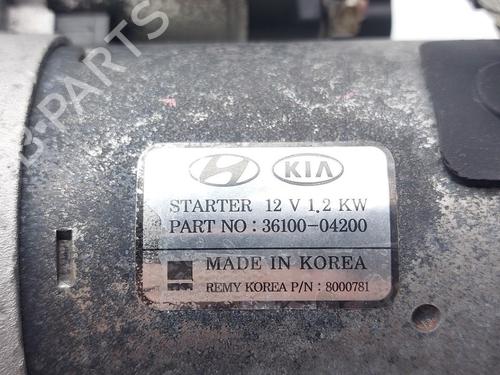 B-PARTS
KIA
STARTER 12 V 1.2 KW
PART NO : 36100-04200
MADE IN KOREA
REMY KOREA P/N : 8000781